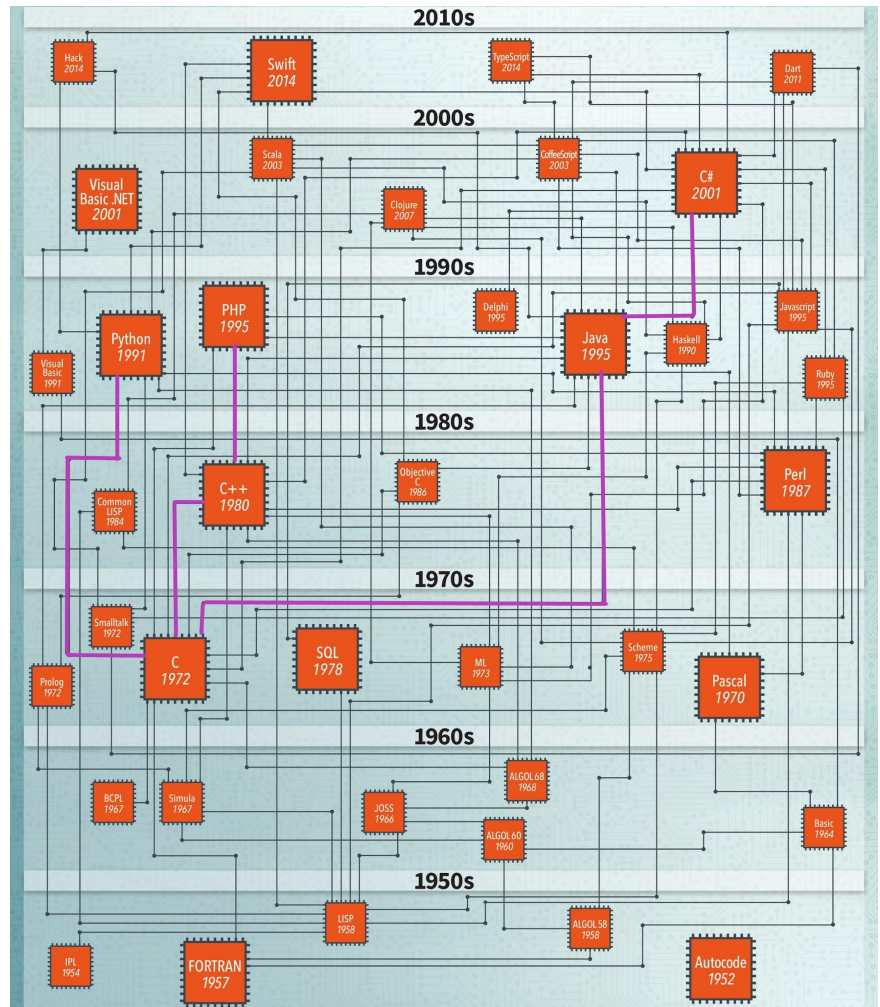 2010s
Hack
2014
Swift
2014
TypeScript
2014
Dart
2011
2000s
Scala
2003
CoffeeScript
2003
Visual
Basic .NET
2001
C#
2001
Clojure
2007
1990s
Python
1991
PHP
1995
Delphi
1995
Java
1995
Haskell
1990
Javascript
1995
Visual
Basic
1991
Ruby
1995
1980s
Common
LISP
1984
C++
1980
Objective
C
1986
Perl
1987
1970s
Smalltalk
1972
Prolog
1972
C
1972
SQL
1978
ML
1973
Scheme
1975
Pascal
1970
1960s
BCPL
1967
Simula
1967
JOSS
1966
ALGOL 68
1968
ALGOL 60
1960
Basic
1964
1950s
IPL
1954
FORTRAN
1957
LISP
1958
ALGOL 58
1958
Autocode
1952